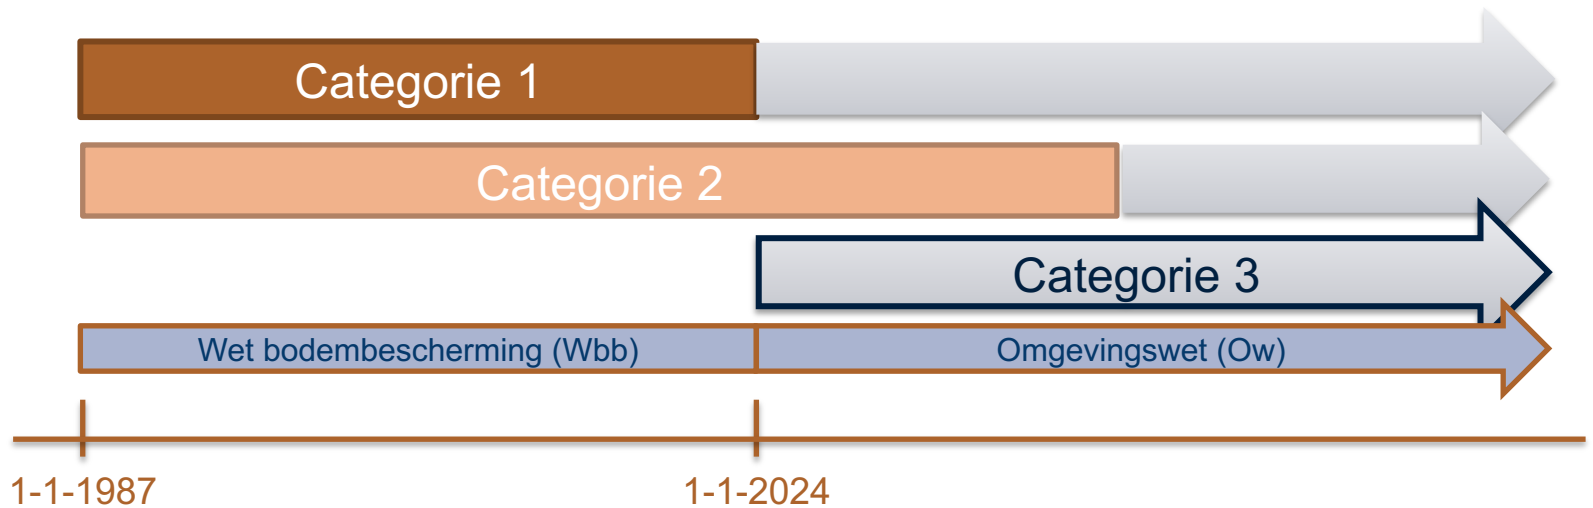 Categorie 1
Categorie 2
Categorie 3
Wet bodembescherming (Wbb)
Omgevingswet (Ow)
1-1-1987
1-1-2024